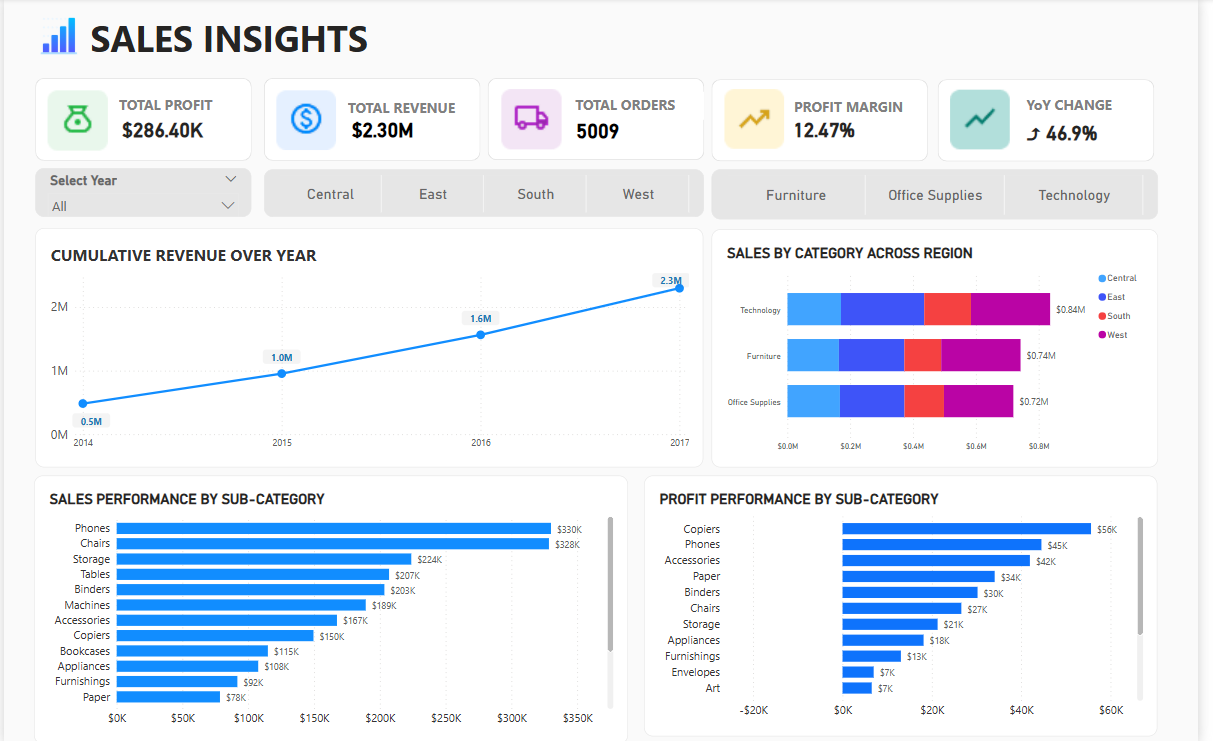 SALES INSIGHTS
TOTAL PROFIT
$286.40K
TOTAL REVENUE
$2.30M
TOTAL ORDERS
5009
PROFIT MARGIN
12.47%
YoY CHANGE
46.9%
Select Year
All
Central East South West
Furniture Office Supplies Technology
CUMULATIVE REVENUE OVER YEAR
2.3M
2M
1.6M
1.0M
1M
0.5M
0M
2014 2015 2016 2017
SALES BY CATEGORY ACROSS REGION
Central
East
South
West
Technology $0.84M
Furniture $0.74M
Office Supplies $0.72M
$0.0M $0.2M $0.4M $0.6M $0.8M
SALES PERFORMANCE BY SUB-CATEGORY
Phones $330K
Chairs $328K
Storage $224K
Tables $207K
Binders $203K
Machines $189K
Accessories $167K
Copiers $150K
Bookcases $115K
Appliances $108K
Furnishings $92K
Paper $78K
$0K $50K $100K $150K $200K $250K $300K $350K
PROFIT PERFORMANCE BY SUB-CATEGORY
Copiers $56K
Phones $45K
Accessories $42K
Paper $34K
Binders $30K
Chairs $27K
Storage $21K
Appliances $18K
Furnishings $13K
Envelopes $7K
Art $7K
-$20K $0K $20K $40K $60K